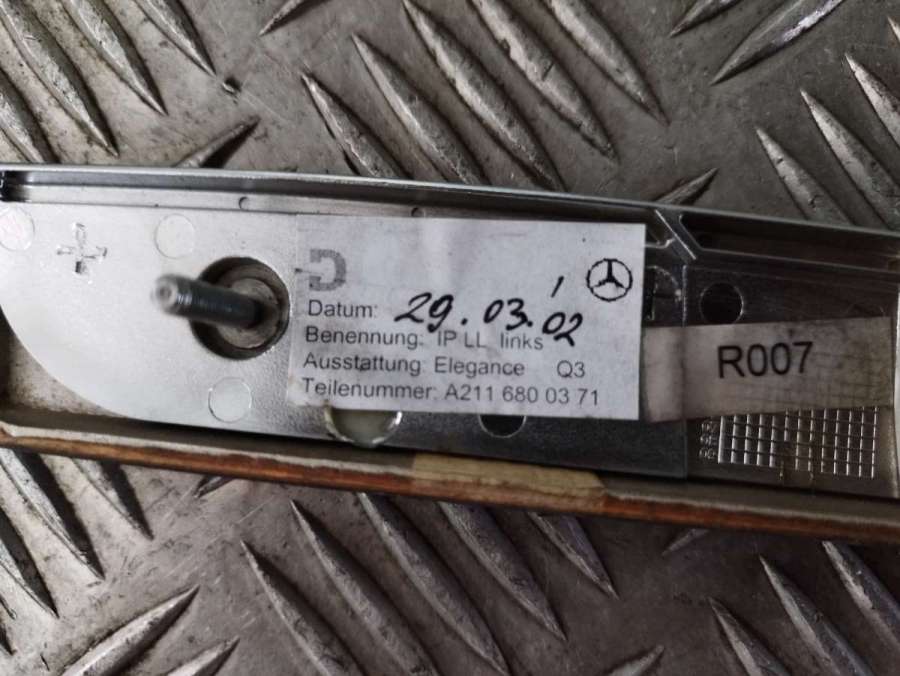 Datum: 29.03.02
Benennung: IP LL links
Ausstattung: Elegance Q3
Teilenummer: A211 680 03 71
R007